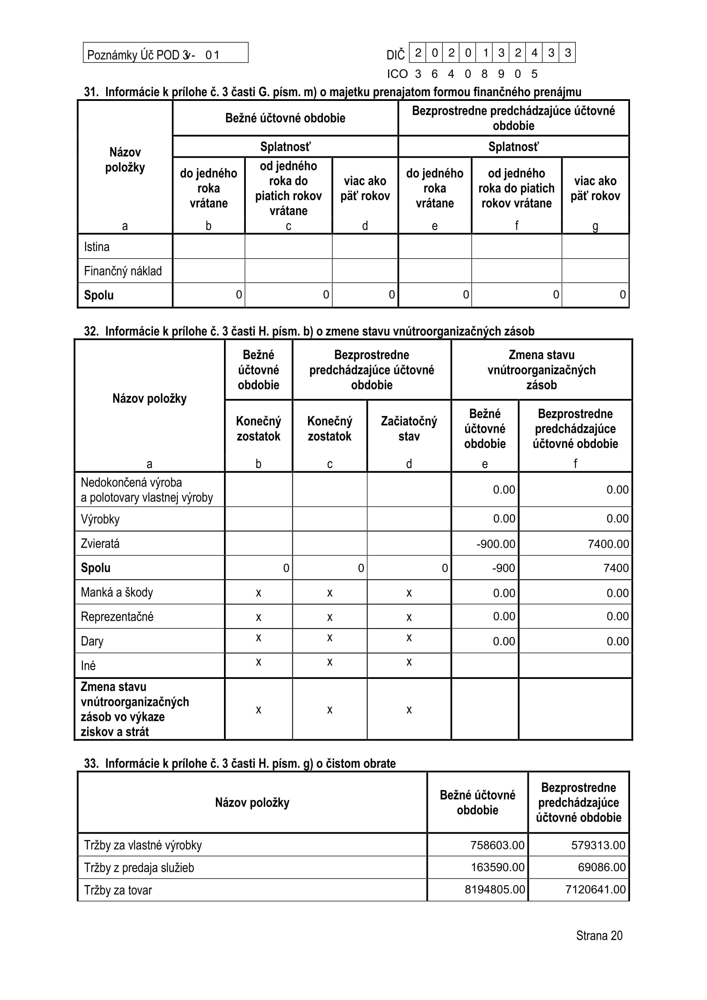 Poznámky Úč POD 3v- 01
DIČ 2 0 2 0 1 3 2 4 3 3
ICO 3 6 4 0 8 9 0 5
31. Informácie k prílohe č. 3 časti G. písm. m) o majetku prenajatom formou finančného prenájmu
Názov položky
Bežné účtovné obdobie
Bezprostredne predchádzajúce účtovné
obdobie
Splatnosť Splatnosť
do jedného
roka
vrátane
od jedného
roka do
piatich rokov
vrátane
viac ako
päť rokov
do jedného
roka
vrátane
od jedného
roka do piatich
rokov vrátane
viac ako
päť rokov
a b c d e f g
Istina
Finančný náklad
Spolu 0 0 0 0 0 0
32. Informácie k prílohe č. 3 časti H. písm. b) o zmene stavu vnútroorganizačných zásob
Názov položky
Bežné
účtovné
obdobie
Bezprostredne
predchádzajúce účtovné
obdobie
Zmena stavu
vnútroorganizačných
zásob
Konečný
zostatok
Konečný
zostatok
Začiatočný
stav
Bežné
účtovné
obdobie
Bezprostredne
predchádzajúce
účtovné obdobie
a b c d e f
Nedokončená výroba
a polotovary vlastnej výroby 0.00 0.00
Výrobky 0.00 0.00
Zvieratá -900.00 7400.00
Spolu 0 0 0 -900 7400
Manká a škody x x x 0.00 0.00
Reprezentačné x x x 0.00 0.00
Dary x x x 0.00 0.00
Iné x x x
Zmena stavu
vnútroorganizačných
zásob vo výkaze
ziskov a strát
x x x
33. Informácie k prílohe č. 3 časti H. písm. g) o čistom obrate
Názov položky
Bežné účtovné
obdobie
Bezprostredne
predchádzajúce
účtovné obdobie
Tržby za vlastné výrobky 758603.00 579313.00
Tržby z predaja služieb 163590.00 69086.00
Tržby za tovar 8194805.00 7120641.00
Strana 20